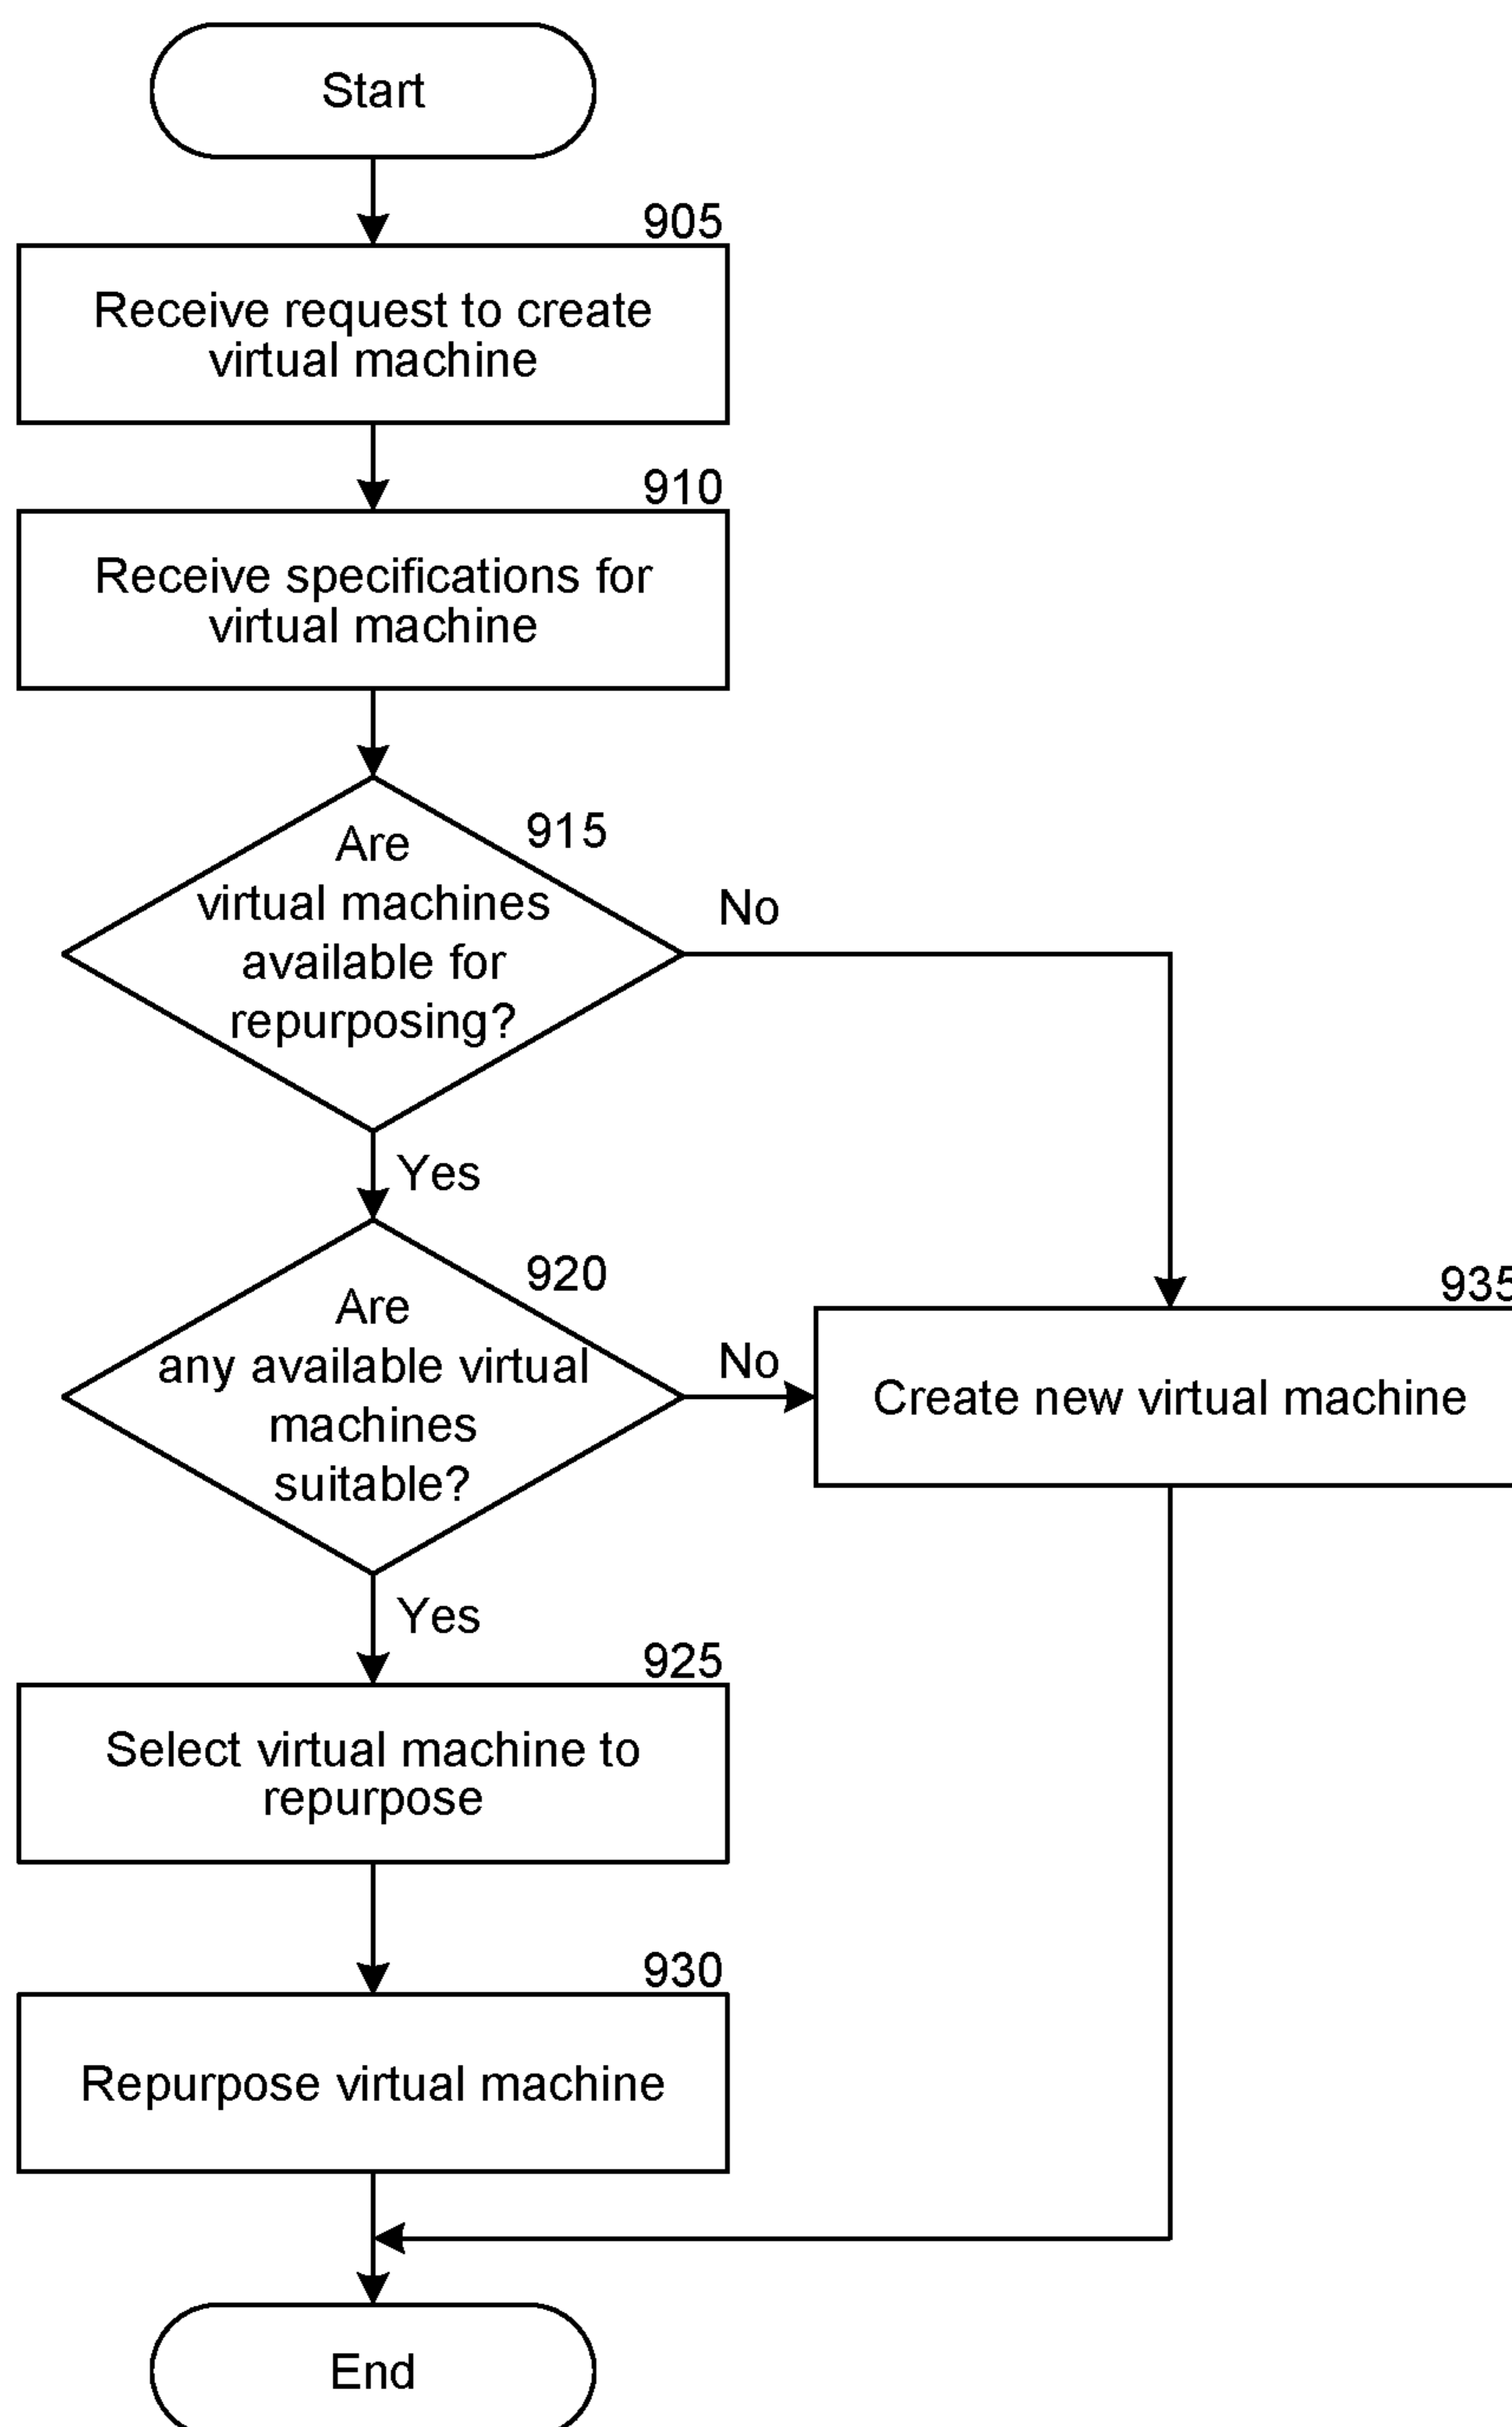 Start
905
Receive request to create
virtual machine
910
Receive specifications for
virtual machine
915
Are
virtual machines
available for
repurposing?
No
Yes
920
Are
any available virtual
machines
suitable?
No
935
Create new virtual machine
Yes
925
Select virtual machine to
repurpose
930
Repurpose virtual machine
End